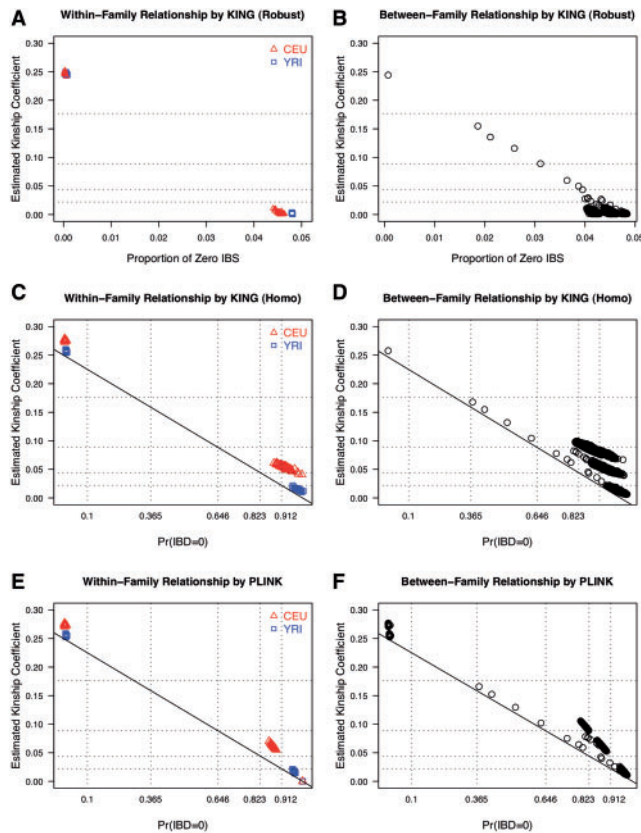 A
Within−Family Relationship by KING (Robust)
Estimated Kinship Coefficient
0.30
0.25
0.20
0.15
0.10
0.05
0.00
CEU
YRI
0.00 0.01 0.02 0.03 0.04 0.05
Proportion of Zero IBS
B
Between−Family Relationship by KING (Robust)
Estimated Kinship Coefficient
0.30
0.25
0.20
0.15
0.10
0.05
0.00
0.00 0.01 0.02 0.03 0.04 0.05
Proportion of Zero IBS
C
Within−Family Relationship by KING (Homo)
Estimated Kinship Coefficient
0.30
0.25
0.20
0.15
0.10
0.05
0.00
CEU
YRI
0.1 0.365 0.646 0.823 0.912
Pr(IBD=0)
D
Between−Family Relationship by KING (Homo)
Estimated Kinship Coefficient
0.30
0.25
0.20
0.15
0.10
0.05
0.00
0.1 0.365 0.646 0.823
Pr(IBD=0)
E
Within−Family Relationship by PLINK
Estimated Kinship Coefficient
0.30
0.25
0.20
0.15
0.10
0.05
0.00
CEU
YRI
0.1 0.365 0.646 0.823 0.912
Pr(IBD=0)
F
Between−Family Relationship by PLINK
Estimated Kinship Coefficient
0.30
0.25
0.20
0.15
0.10
0.05
0.00
0.1 0.365 0.646 0.823 0.912
Pr(IBD=0)